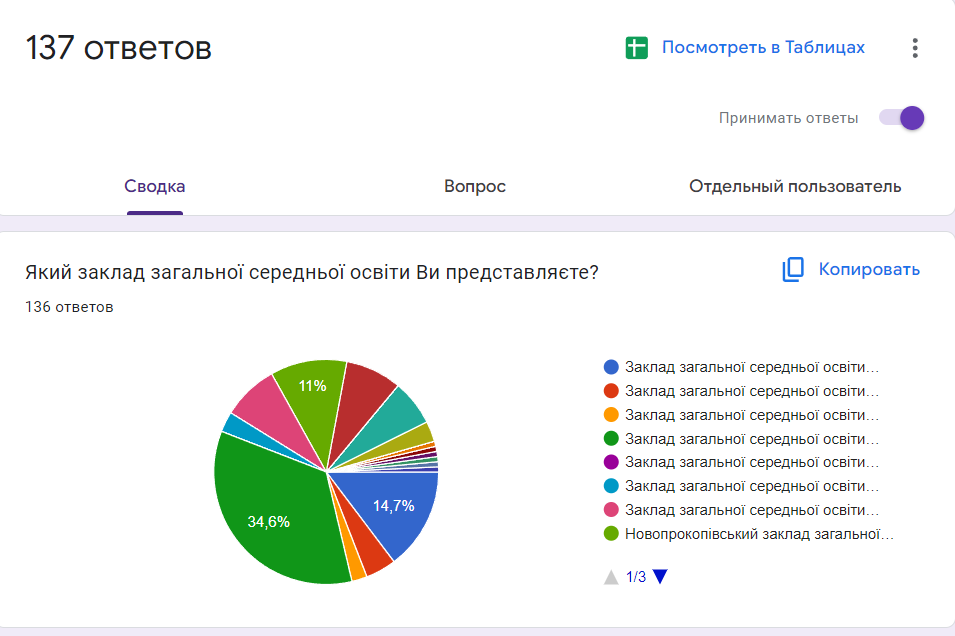 137 ответов
Посмотреть в Таблицах
Принимать ответы
Сводка
Вопрос
Отдельный пользователь
Який заклад загальної середньої освіти Ви представляєте?
Копировать
136 ответов
11%
14,7%
34,6%
Заклад загальної середньої освіти…
Заклад загальної середньої освіти…
Заклад загальної середньої освіти…
Заклад загальної середньої освіти…
Заклад загальної середньої освіти…
Заклад загальної середньої освіти…
Заклад загальної середньої освіти…
Новопрокопівський заклад загальної…
1/3